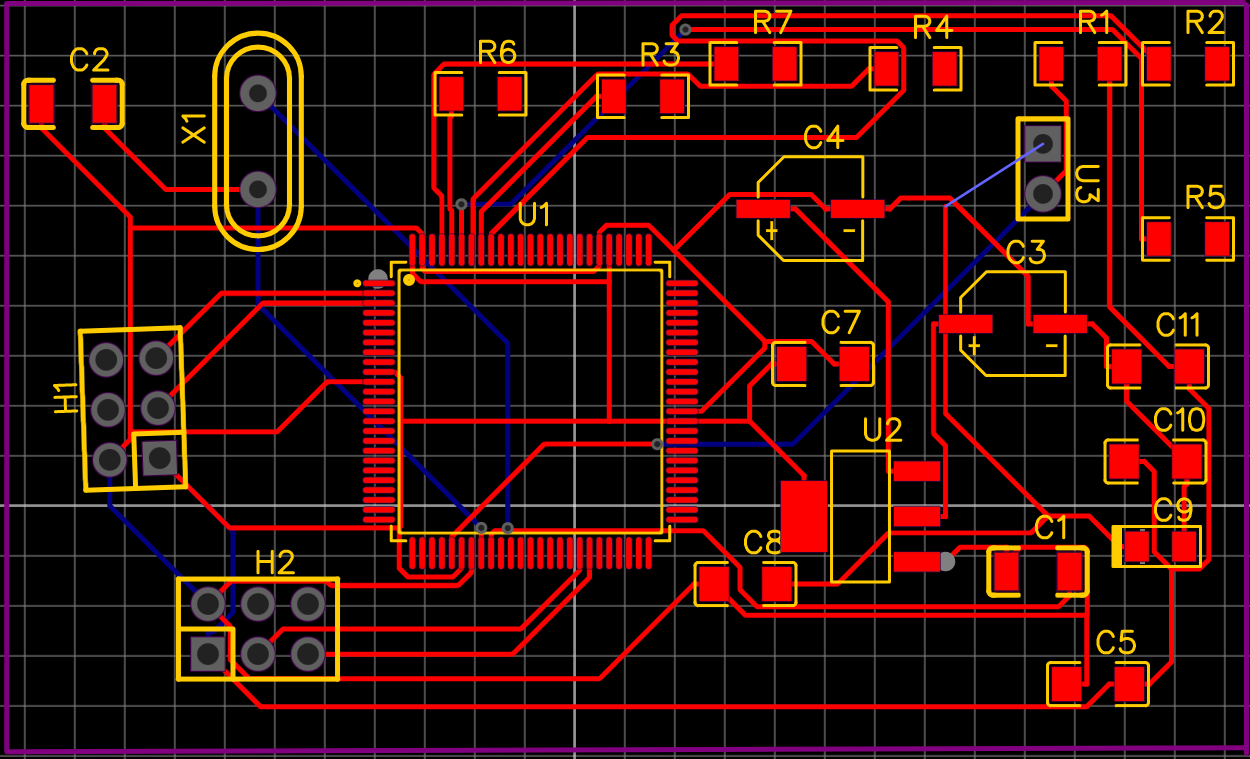 R7
R4
R1
R2
C2
R6
R3
X1
C4
U3
R5
U1
+
-
C3
C7
C11
+
-
H1
C10
U2
C9
C8
C1
H2
C5